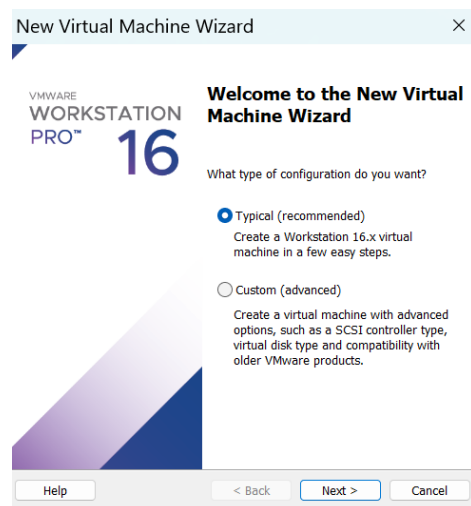 New Virtual Machine Wizard
VMWARE
WORKSTATION
PRO™
16
Welcome to the New Virtual
Machine Wizard
What type of configuration do you want?
Typical (recommended)
Create a Workstation 16.x virtual
machine in a few easy steps.
Custom (advanced)
Create a virtual machine with advanced
options, such as a SCSI controller type,
virtual disk type and compatibility with
older VMware products.
Help
< Back
Next >
Cancel